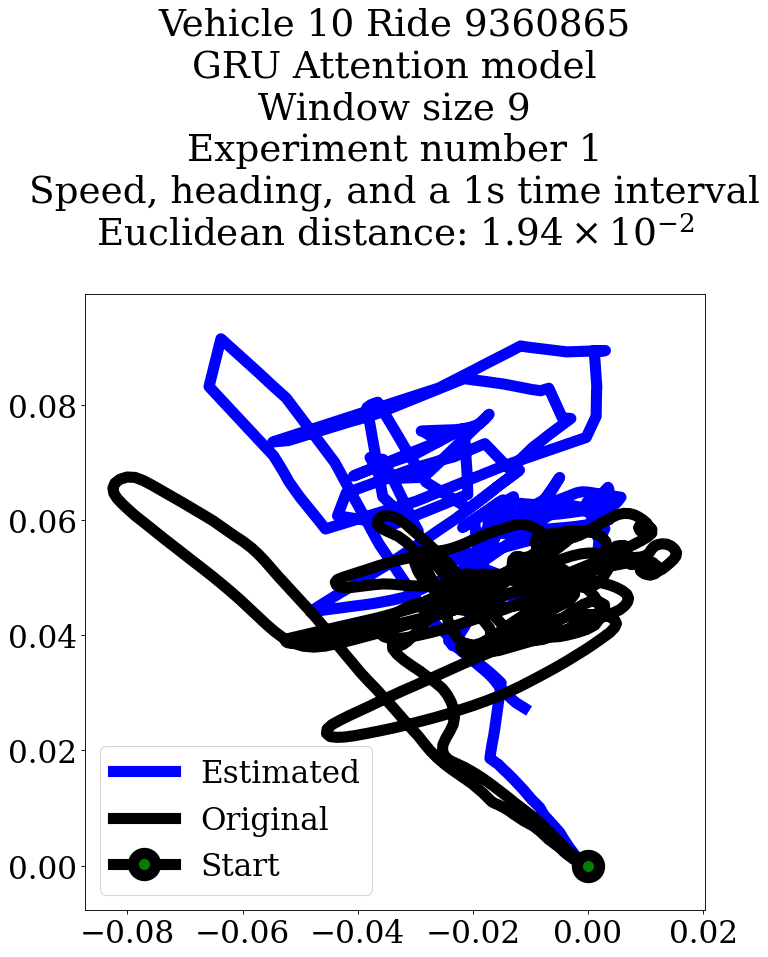 Vehicle 10 Ride 9360865
GRU Attention model
Window size 9
Experiment number 1
Speed, heading, and a 1s time interval
Euclidean distance: 1.94 × 10⁻²
0.08
0.06
0.04
0.02
0.00
Estimated
Original
Start
−0.08 −0.06 −0.04 −0.02 0.00 0.02